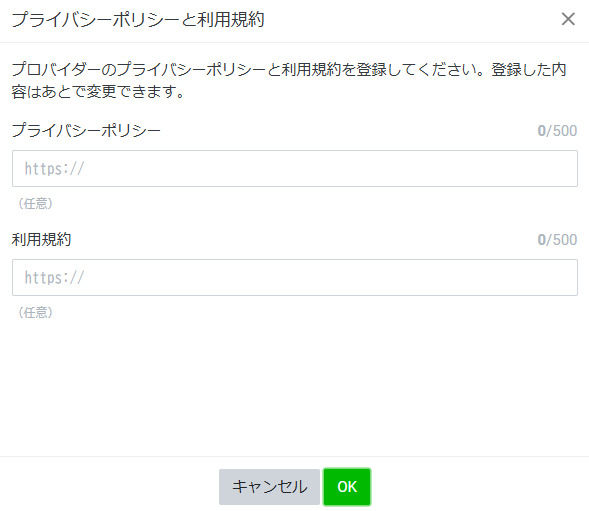 プライバシーポリシーと利用規約
プロバイダーのプライバシーポリシーと利用規約を登録してください。登録した内
容はあとで変更できます。
プライバシーポリシー 0/500
https://
（任意）
利用規約 0/500
https://
（任意）
キャンセル OK